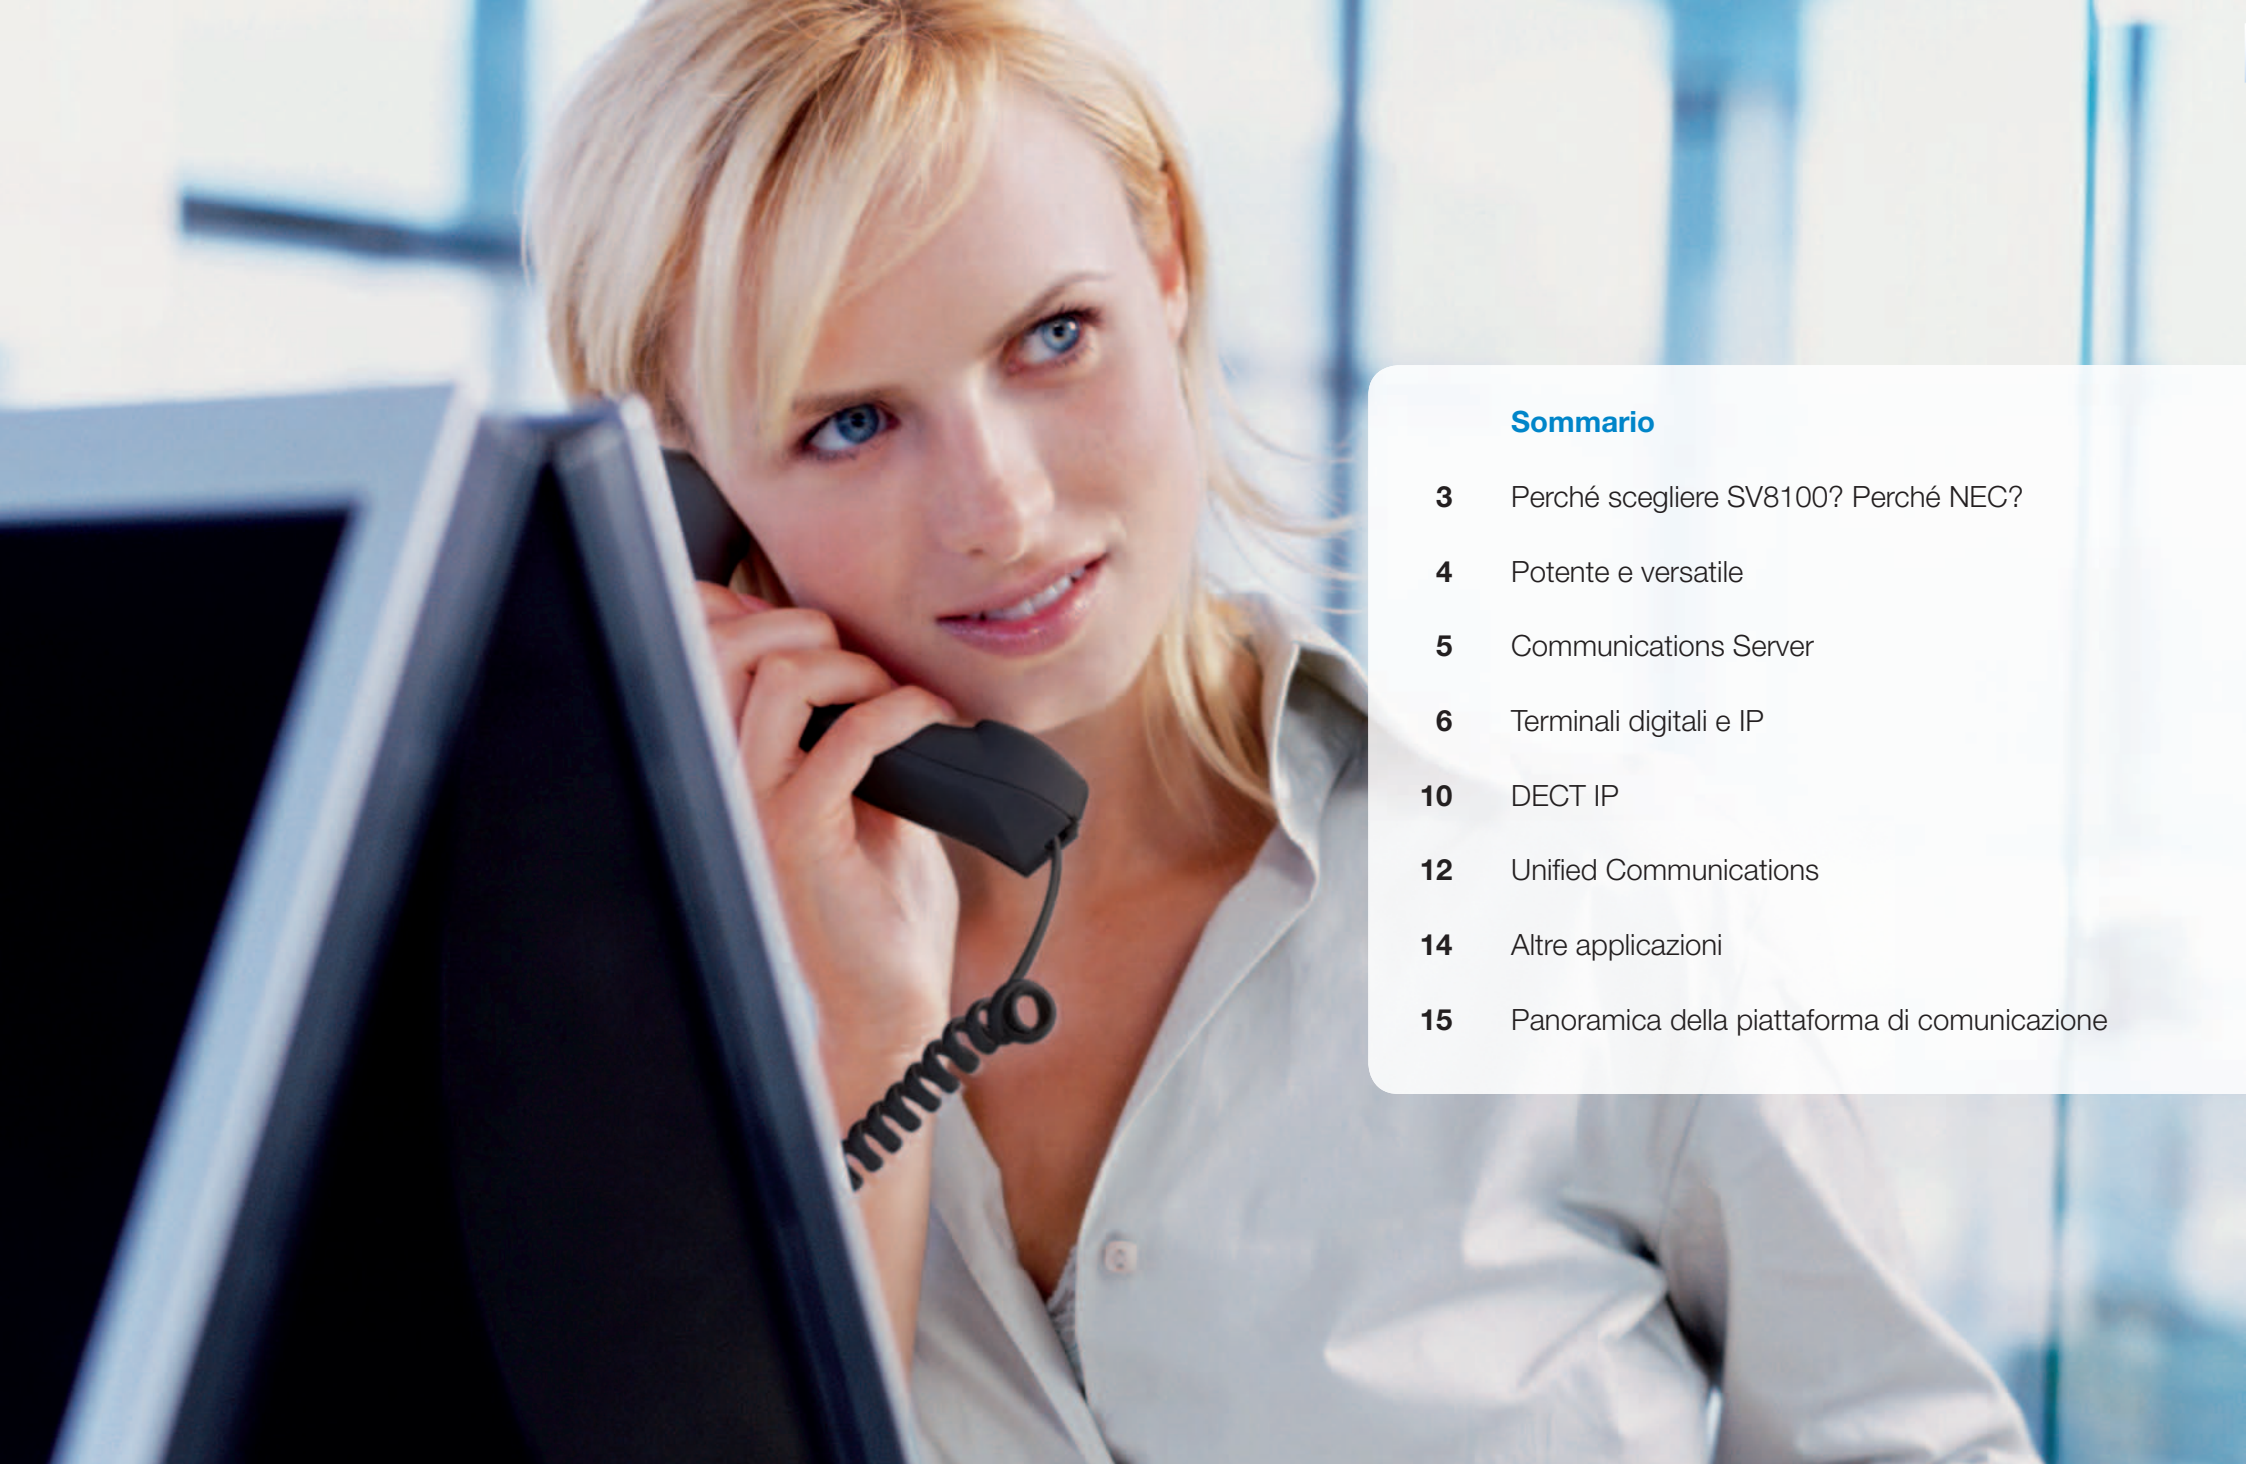 Sommario
3 Perché scegliere SV8100? Perché NEC?
4 Potente e versatile
5 Communications Server
6 Terminali digitali e IP
10 DECT IP
12 Unified Communications
14 Altre applicazioni
15 Panoramica della piattaforma di comunicazione